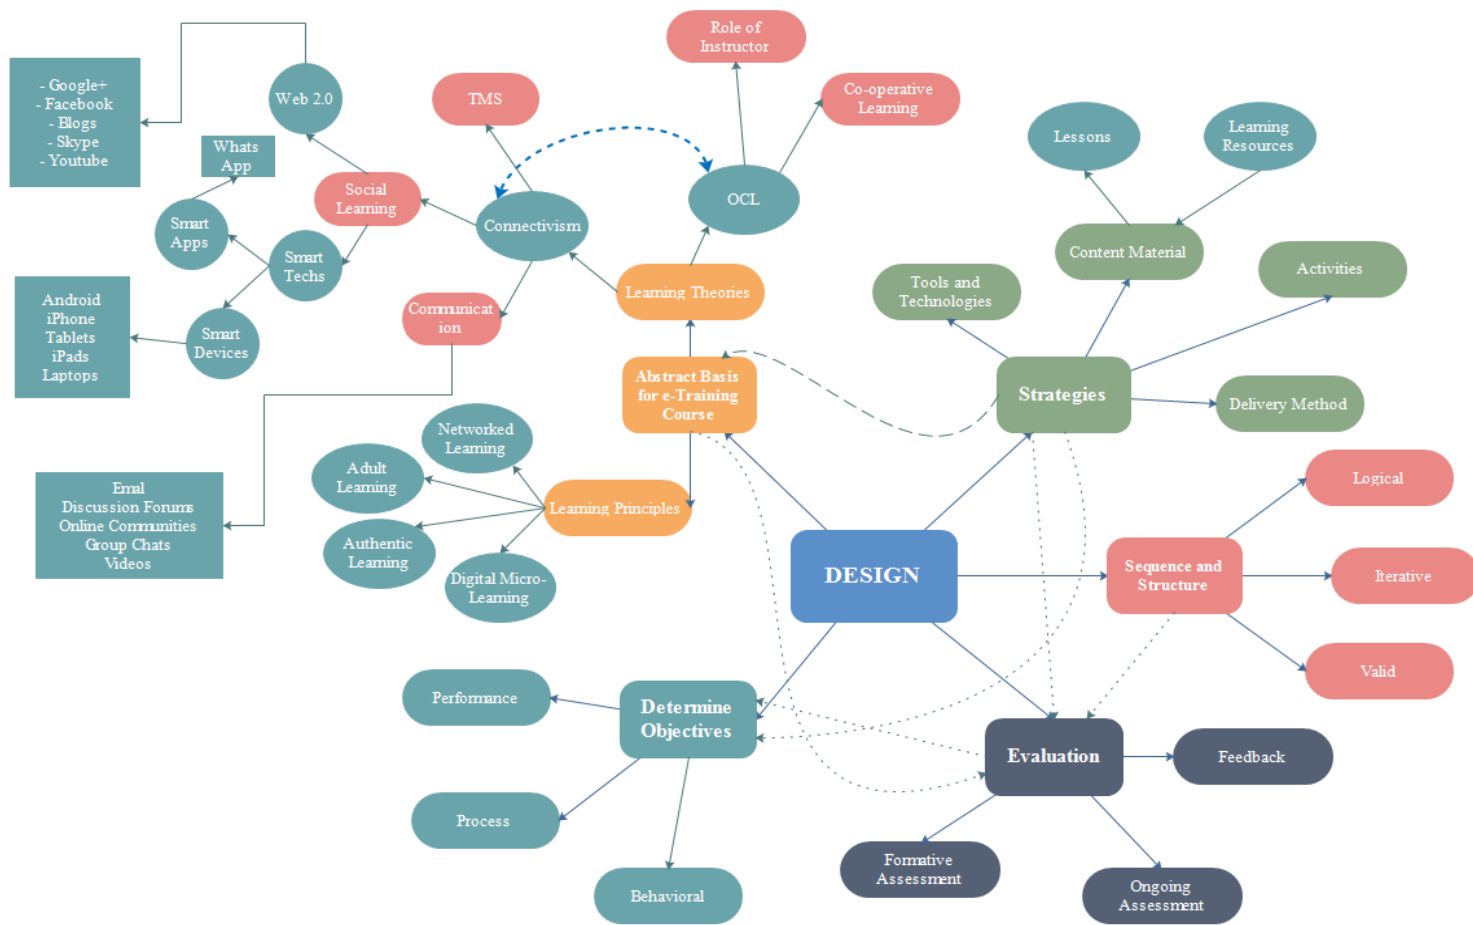 Role of
Instructor
TMS
Co-operative
Learning
- Google+
- Facebook
- Blogs
- Skype
- Youtube
Web 2.0
Whats
App
Social
Learning
Smart
Apps
Smart
Techs
Connectivism
OCL
Lessons
Learning
Resources
Content Material
Activities
Tools and
Technologies
Learning Theories
Communicat
ion
Android
iPhone
Tablets
iPads
Laptops
Smart
Devices
Abstract Basis
for e-Training
Course
Strategies
Delivery Method
Networked
Learning
Adult
Learning
Learning Principles
Authentic
Learning
Digital Micro-
Learning
Emal
Discussion Forums
Online Communities
Group Chats
Videos
DESIGN
Sequence and
Structure
Logical
Iterative
Valid
Performance
Determine
Objectives
Process
Behavioral
Evaluation
Feedback
Formative
Assessment
Ongoing
Assessment